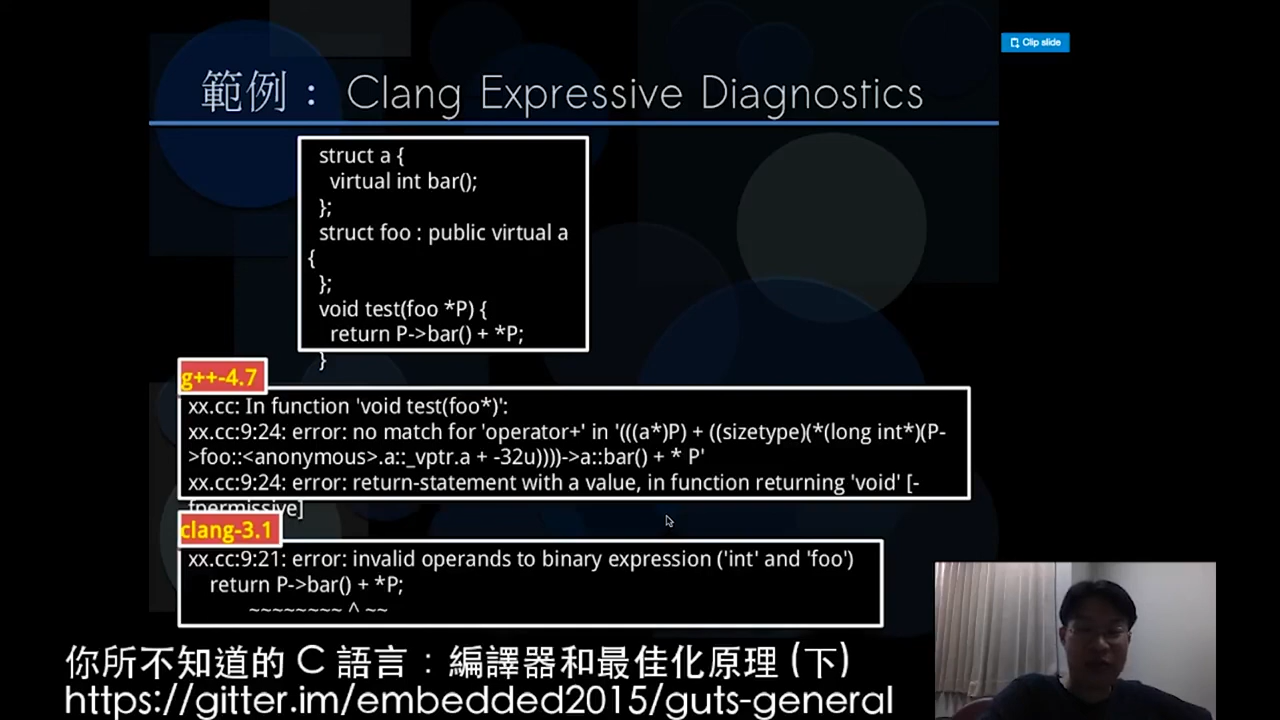 Clip slide
範例： Clang Expressive Diagnostics
struct a {
virtual int bar();
};
struct foo : public virtual a
{
};
void test(foo *P) {
return P->bar() + *P;
}
g++-4.7
xx.cc: In function 'void test(foo*)':
xx.cc:9:24: error: no match for 'operator+' in '(((a*)P) + ((sizetype)(*(long int*)(P-
>foo::<anonymous>.a::_vptr.a + -32u))))->a::bar() + * P'
xx.cc:9:24: error: return-statement with a value, in function returning 'void' [-
fpermissive]
clang-3.1
xx.cc:9:21: error: invalid operands to binary expression ('int' and 'foo')
return P->bar() + *P;
~~~~~~~~ ^ ~~
你所不知道的 C 語言：編譯器和最佳化原理 (下)
https://gitter.im/embedded2015/guts-general